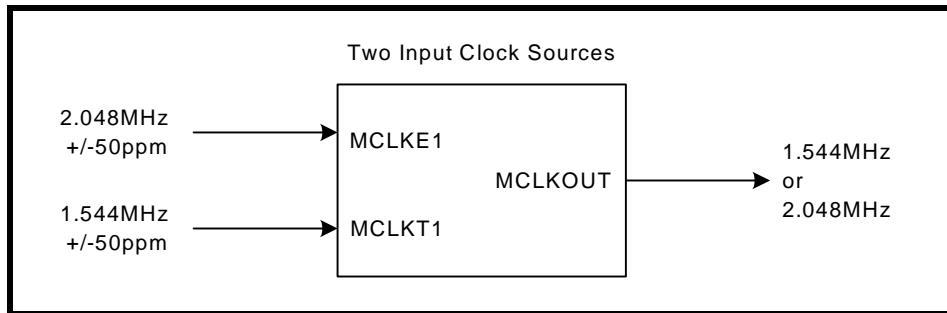 Two Input Clock Sources
2.048MHz
+/-50ppm
MCLKE1
MCLKOUT
1.544MHz
or
2.048MHz
1.544MHz
+/-50ppm
MCLKT1